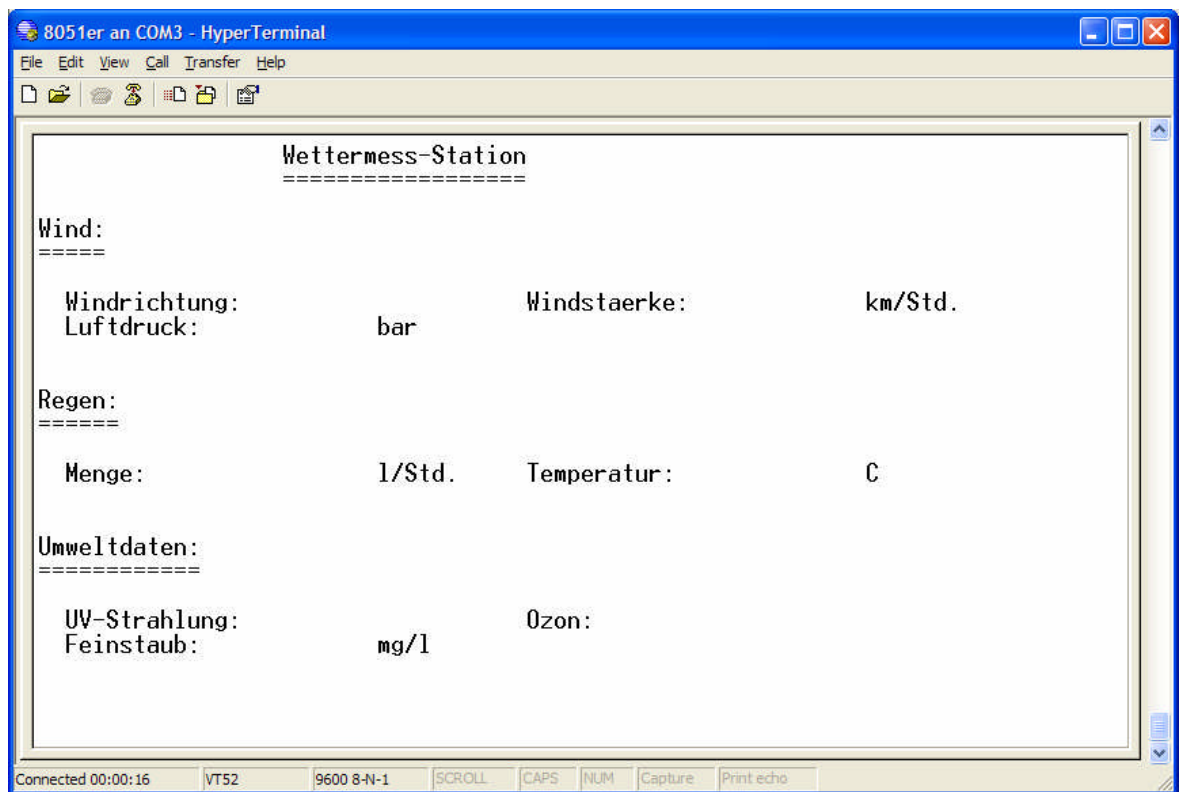 8051er an COM3 - HyperTerminal
File Edit View Call Transfer Help
Wettermess-Station
==================
Wind:
=====
Windrichtung: Windstaerke: km/Std.
Luftdruck: bar
Regen:
======
Menge: l/Std. Temperatur: C
Umweltdaten:
============
UV-Strahlung: Ozon:
Feinstaub: mg/l
Connected 00:00:16 VT52 9600 8-N-1 SCROLL CAPS NUM Capture Print echo